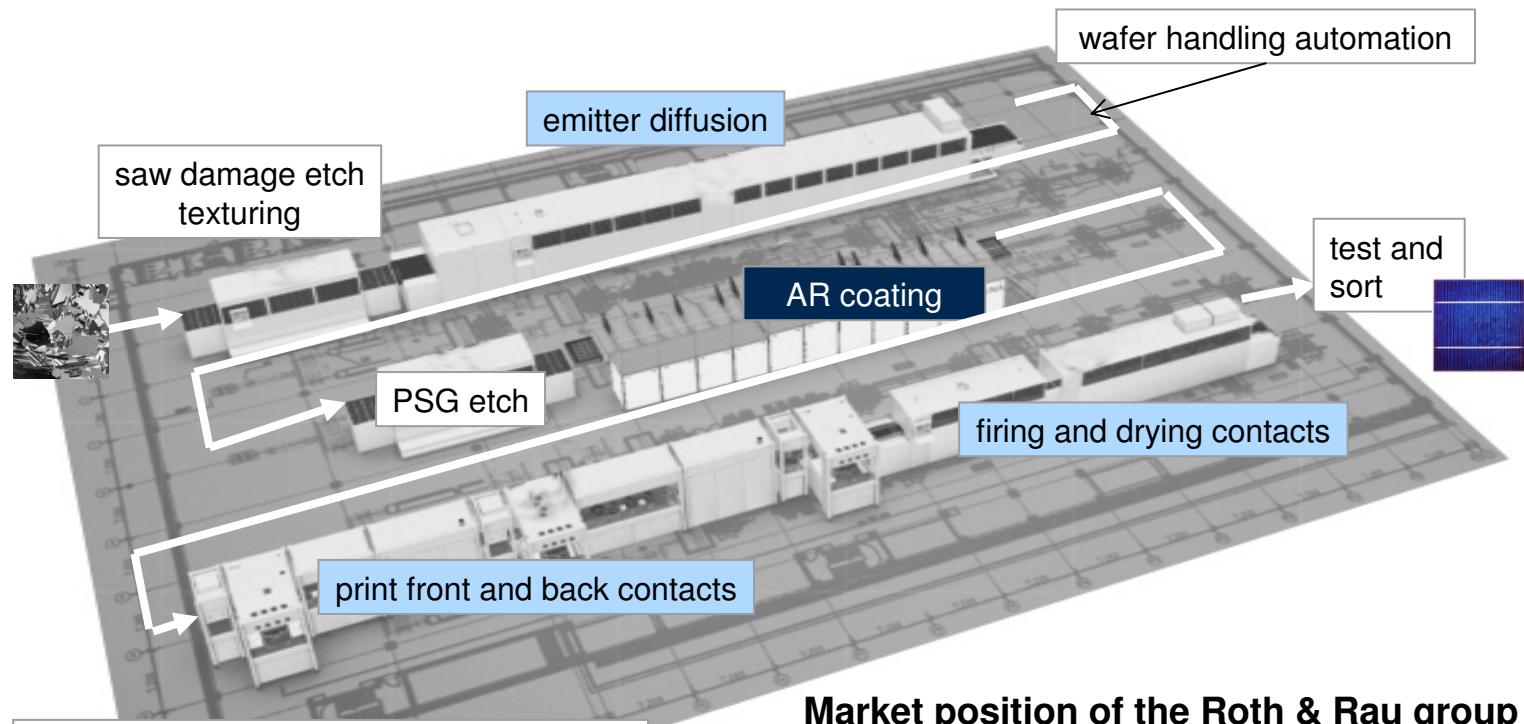 wafer handling automation
emitter diffusion
saw damage etch
texturing
test and
sort
AR coating
PSG etch
firing and drying contacts
print front and back contacts
Market position of the Roth & Rau group